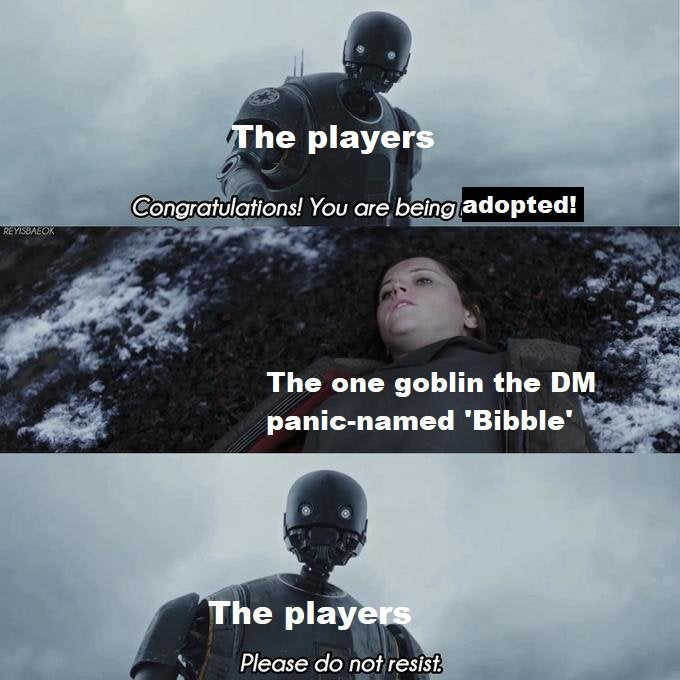 The players
Congratulations! You are being adopted!
REYISBAEOK
The one goblin the DM
panic-named 'Bibble'
The players
Please do not resist.